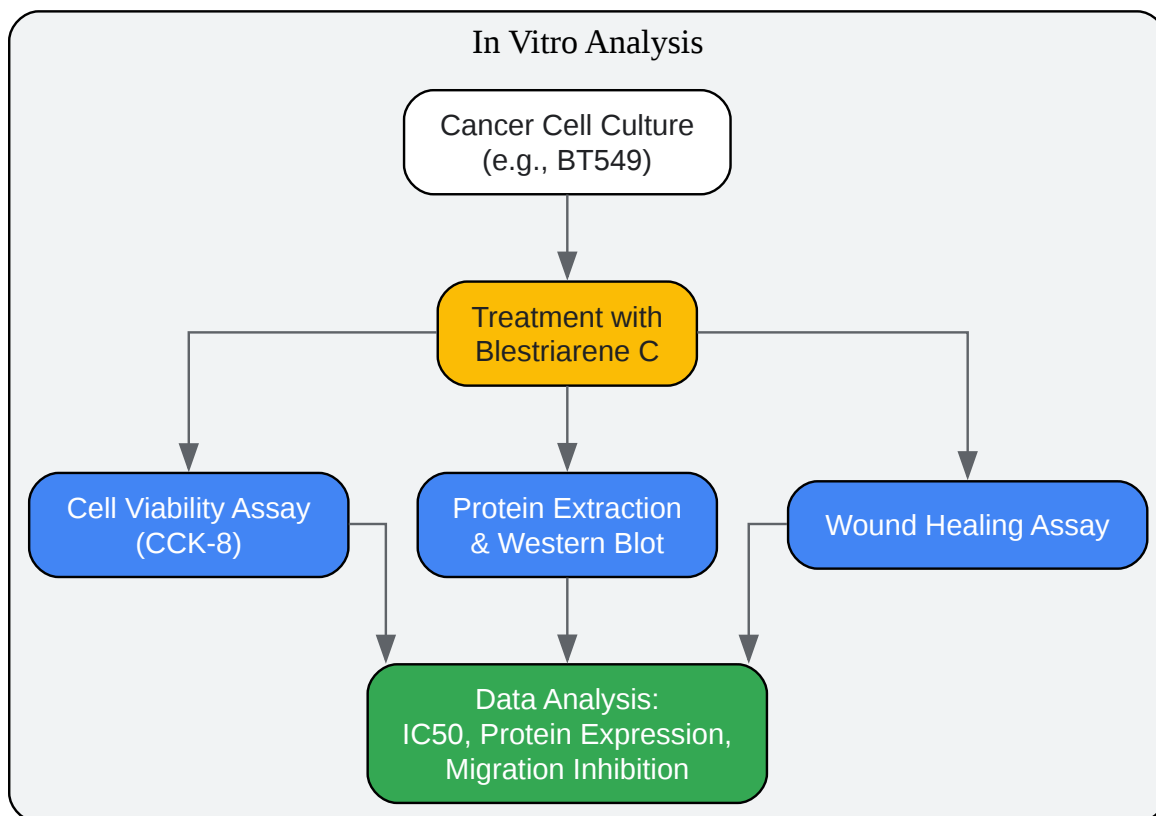 In Vitro Analysis
Cancer Cell Culture
(e.g., BT549)
Treatment with
Blestriarene C
Cell Viability Assay
(CCK-8)
Protein Extraction
& Western Blot
Wound Healing Assay
Data Analysis:
IC50, Protein Expression,
Migration Inhibition